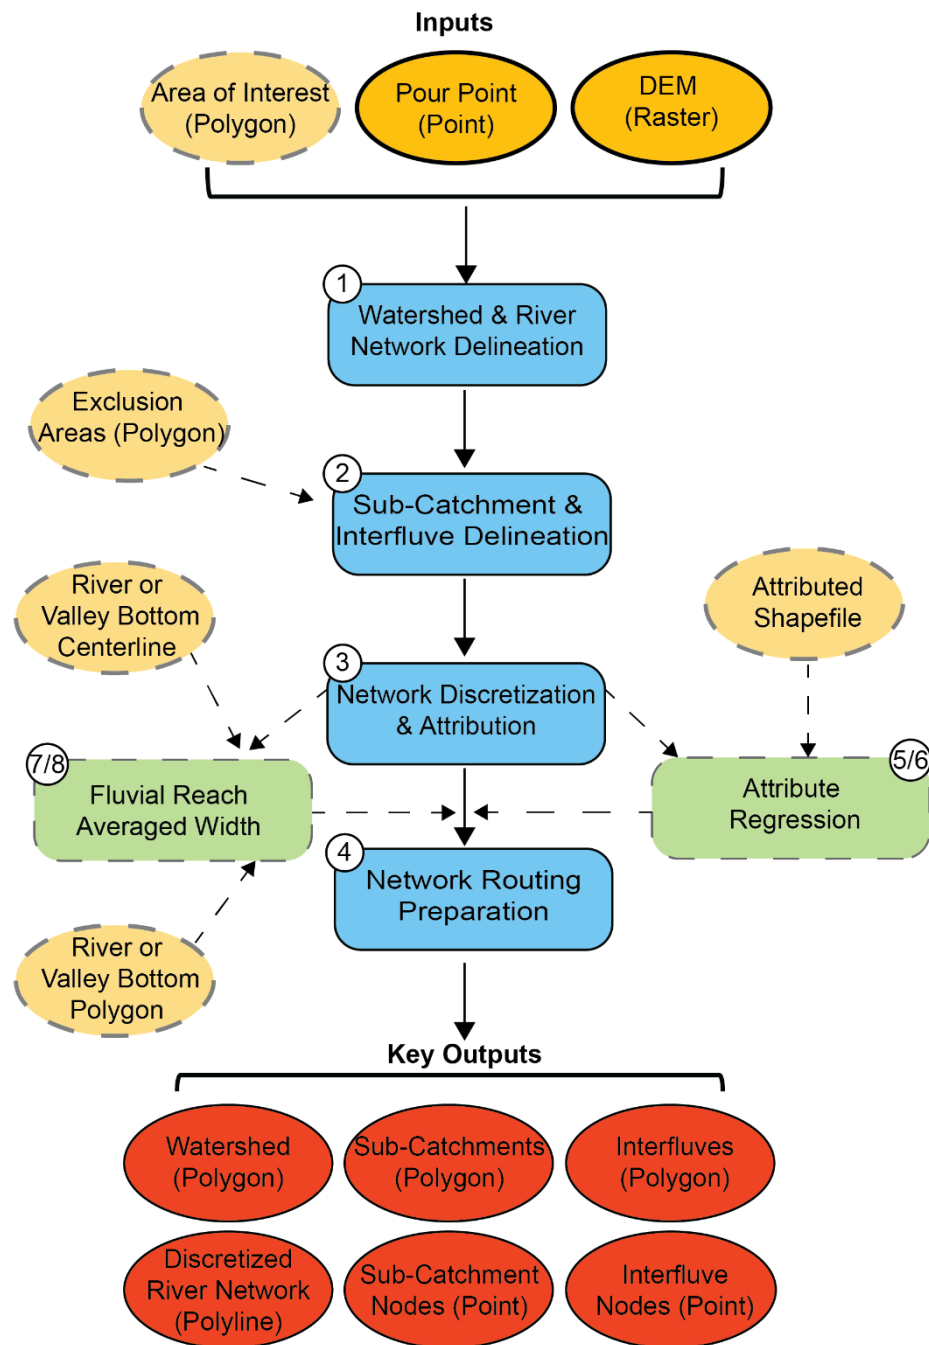 Inputs
Area of Interest
(Polygon)
Pour Point
(Point)
DEM
(Raster)
1
Watershed & River
Network Delineation
Exclusion
Areas (Polygon)
2
Sub-Catchment &
Interfluve Delineation
River or
Valley Bottom
Centerline
Attributed
Shapefile
3
Network Discretization
& Attribution
7/8
Fluvial Reach
Averaged Width
5/6
Attribute
Regression
4
Network Routing
Preparation
River or
Valley Bottom
Polygon
Key Outputs
Watershed
(Polygon)
Sub-Catchments
(Polygon)
Interfluves
(Polygon)
Discretized
River Network
(Polyline)
Sub-Catchment
Nodes (Point)
Interfluve
Nodes (Point)